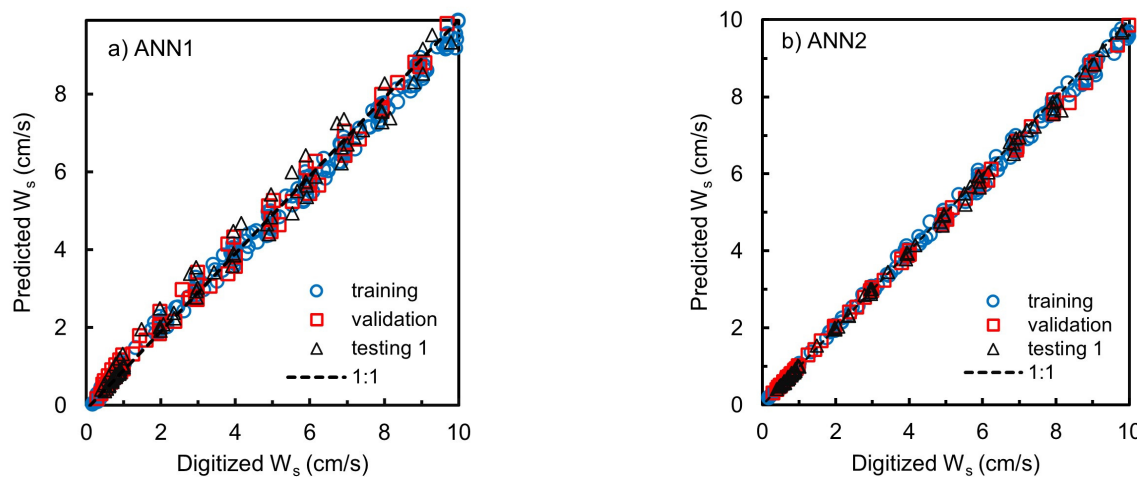 a) ANN1
Predicted Wₛ (cm/s)
8
6
4
2
0
training
validation
testing 1
1:1
0 2 4 6 8 10
Digitized Wₛ (cm/s)
b) ANN2
Predicted Wₛ (cm/s)
10
8
6
4
2
0
training
validation
testing 1
1:1
0 2 4 6 8 10
Digitized Wₛ (cm/s)